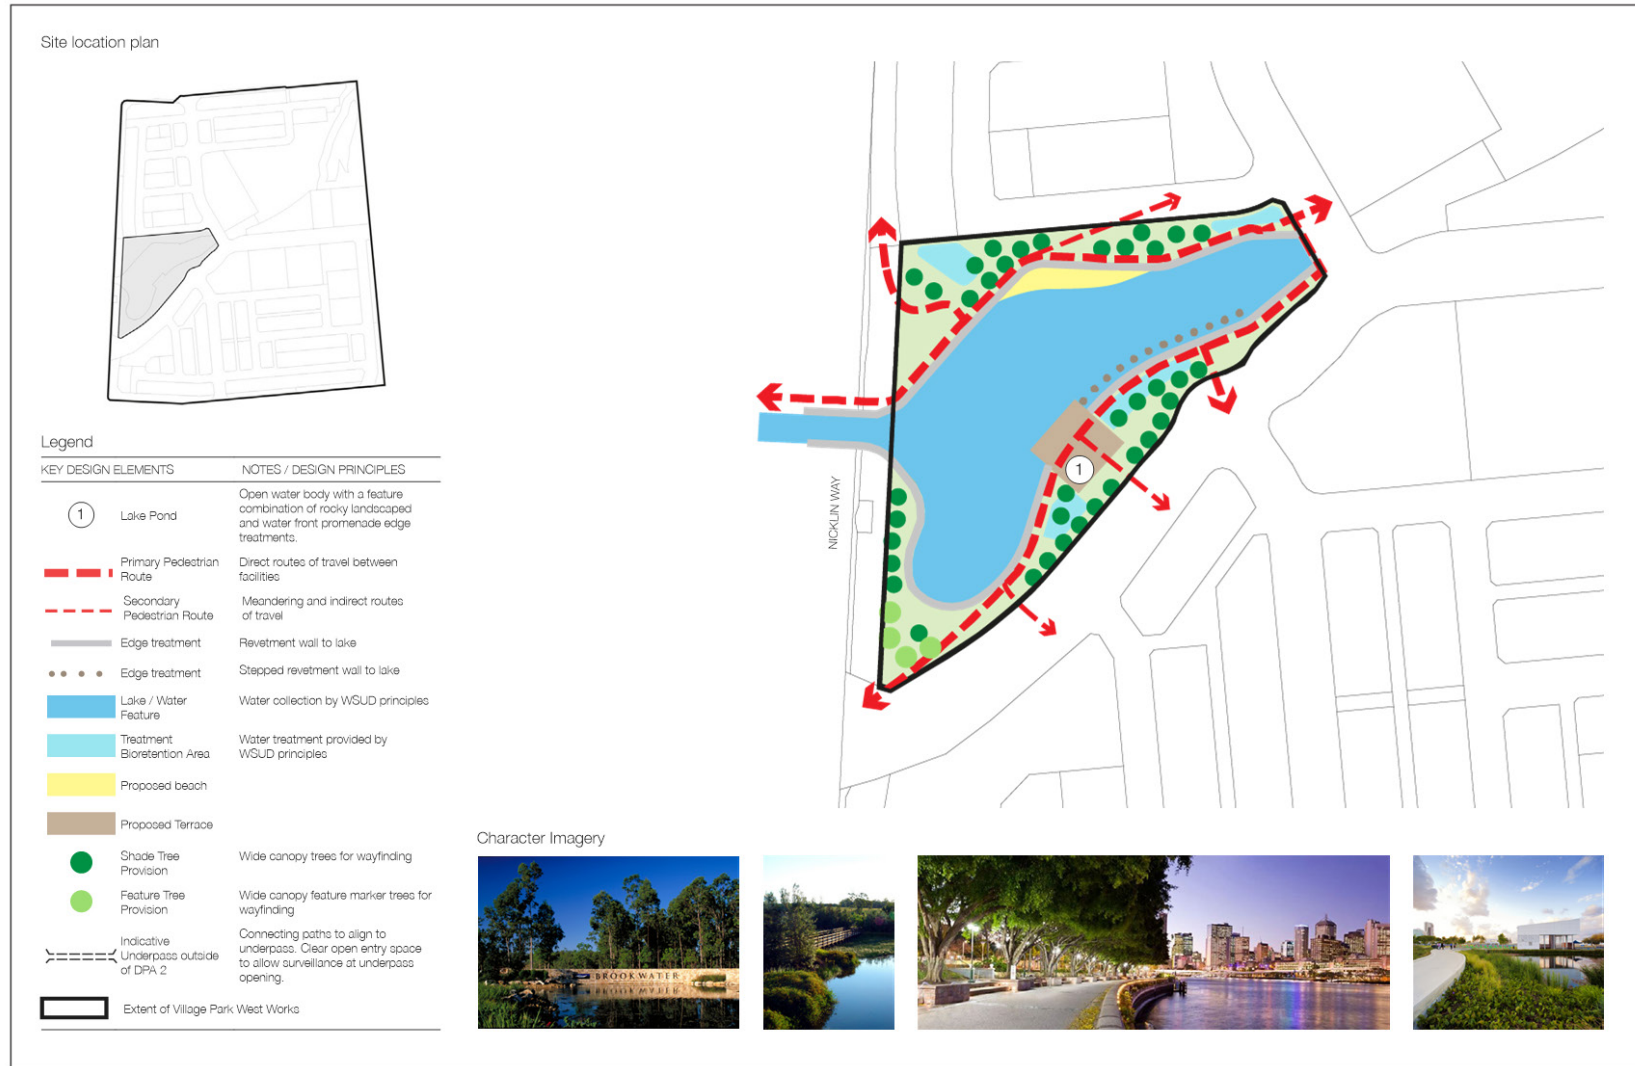 Site location plan
Legend
KEY DESIGN ELEMENTS
NOTES / DESIGN PRINCIPLES
1
Lake Pond
Open water body with a feature
combination of rocky landscaped
and water front promenade edge
treatments.
Primary Pedestrian
Route
Direct routes of travel between
facilities
Secondary
Pedestrian Route
Meandering and indirect routes
of travel
Edge treatment
Revetment wall to lake
Edge treatment
Stepped revetment wall to lake
Lake / Water
Feature
Water collection by WSUD principles
Treatment
Bioretention Area
Water treatment provided by
WSUD principles
Proposed beach
Proposed Terrace
Shade Tree
Provision
Wide canopy trees for wayfinding
Feature Tree
Provision
Wide canopy feature marker trees for
wayfinding
Indicative
Underpass outside
of DPA 2
Connecting paths to align to
underpass. Clear open entry space
to allow surveillance at underpass
opening.
Extent of Village Park West Works
NICKLIN WAY
1
Character Imagery
BROOKWATER